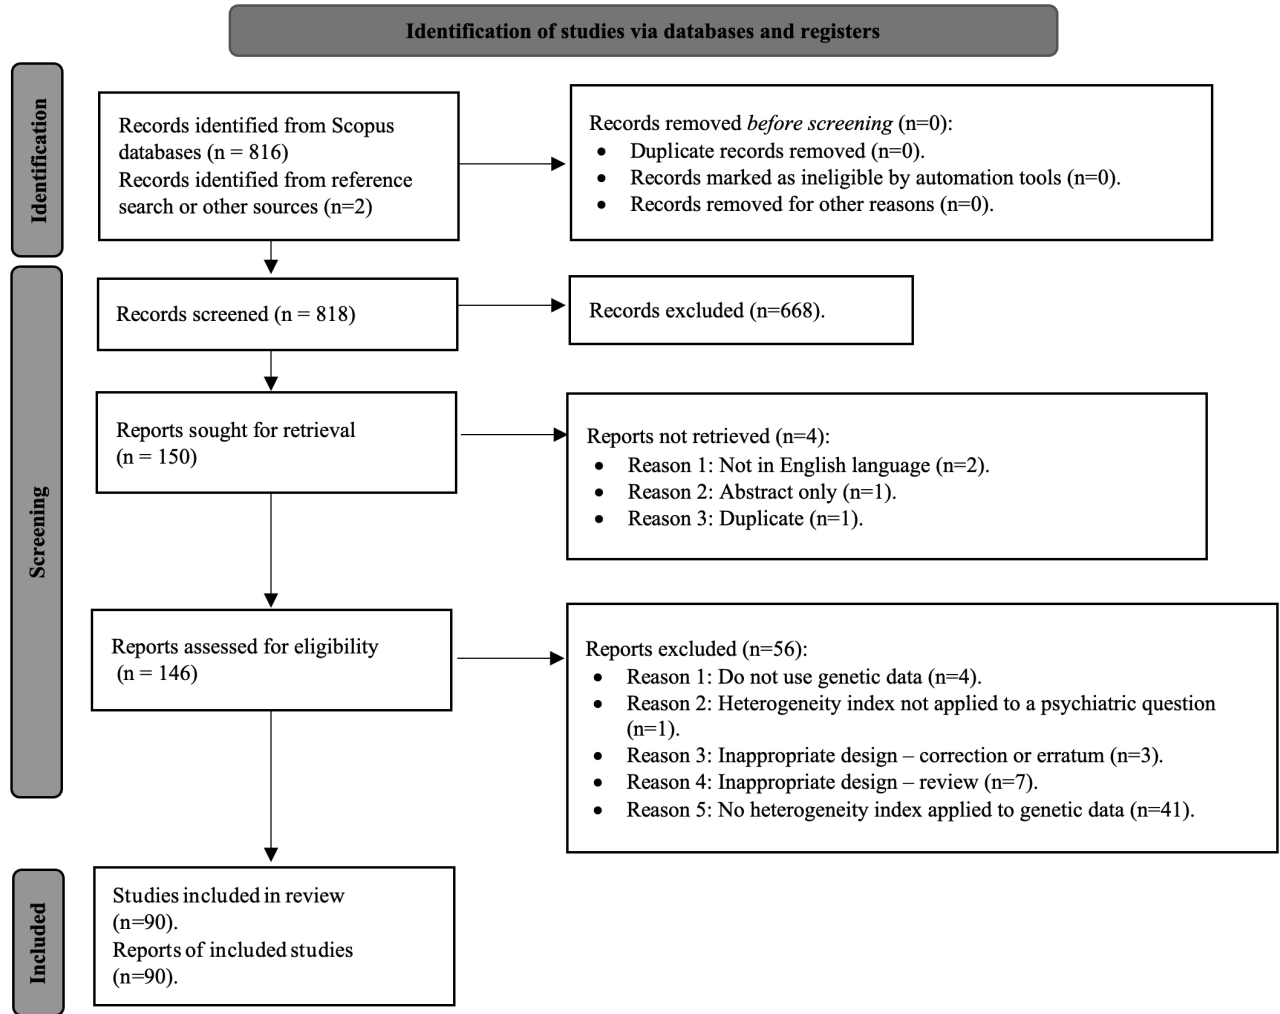 Identification of studies via databases and registers
Identification
Records identified from Scopus
databases (n = 816)
Records identified from reference
search or other sources (n=2)
Records removed before screening (n=0):
• Duplicate records removed (n=0).
• Records marked as ineligible by automation tools (n=0).
• Records removed for other reasons (n=0).
Screening
Records screened (n = 818)
Records excluded (n=668).
Reports sought for retrieval
(n = 150)
Reports not retrieved (n=4):
• Reason 1: Not in English language (n=2).
• Reason 2: Abstract only (n=1).
• Reason 3: Duplicate (n=1).
Reports assessed for eligibility
(n = 146)
Reports excluded (n=56):
• Reason 1: Do not use genetic data (n=4).
• Reason 2: Heterogeneity index not applied to a psychiatric question
(n=1).
• Reason 3: Inappropriate design – correction or erratum (n=3).
• Reason 4: Inappropriate design – review (n=7).
• Reason 5: No heterogeneity index applied to genetic data (n=41).
Included
Studies included in review
(n=90).
Reports of included studies
(n=90).